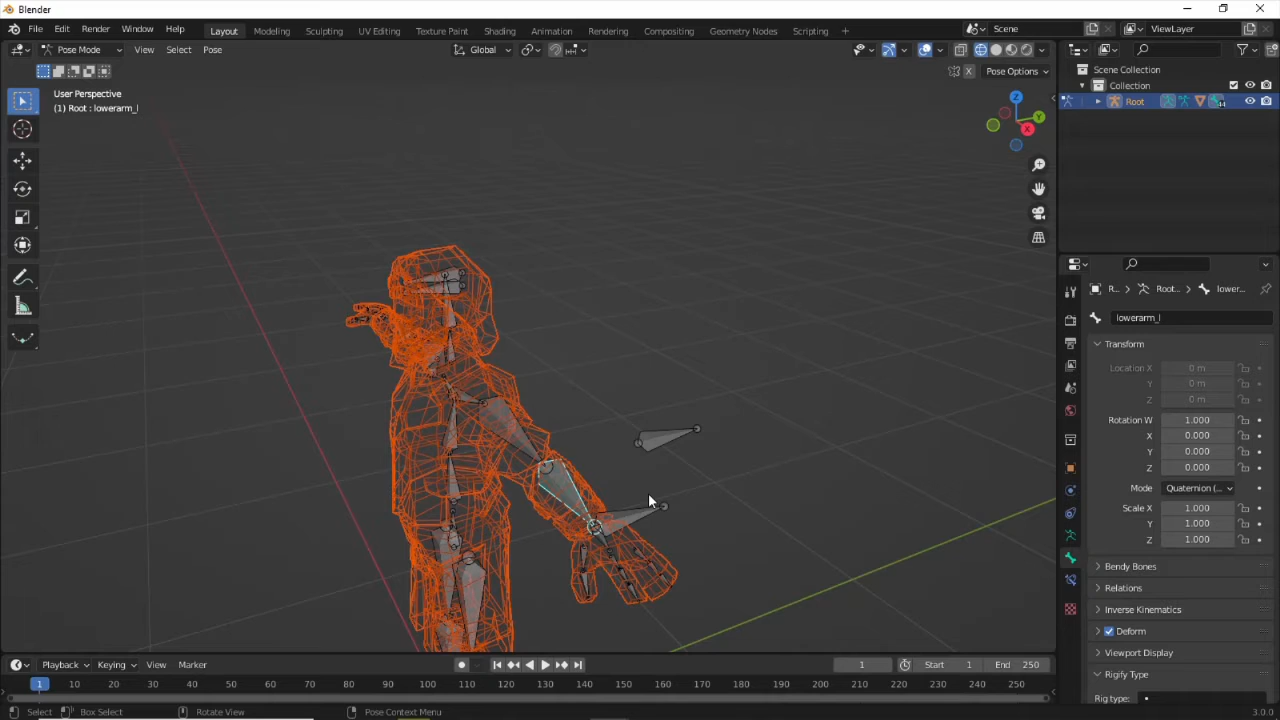 Blender
File Edit Render Window Help
Layout Modeling Sculpting UV Editing Texture Paint Shading Animation Rendering Compositing Geometry Nodes Scripting +
Scene
ViewLayer
Pose Mode View Select Pose
Global
X Pose Options
User Perspective
(1) Root : lowerarm_l
Z
Y
X
Scene Collection
Collection
Root
R... > Root... > lower...
lowerarm_l
Transform
Location X 0 m
Y 0 m
Z 0 m
Rotation W 1.000
X 0.000
Y 0.000
Z 0.000
Mode Quaternion (...
Scale X 1.000
Y 1.000
Z 1.000
Bendy Bones
Relations
Inverse Kinematics
Deform
Viewport Display
Rigify Type
Rig type:
Playback Keying View Marker
1 Start 1 End 250
1 10 20 30 40 50 60 70 80 90 100 110 120 130 140 150 160 170 180 190 200 210 220 230 240 250
Select Box Select Rotate View Pose Context Menu 3.0.0